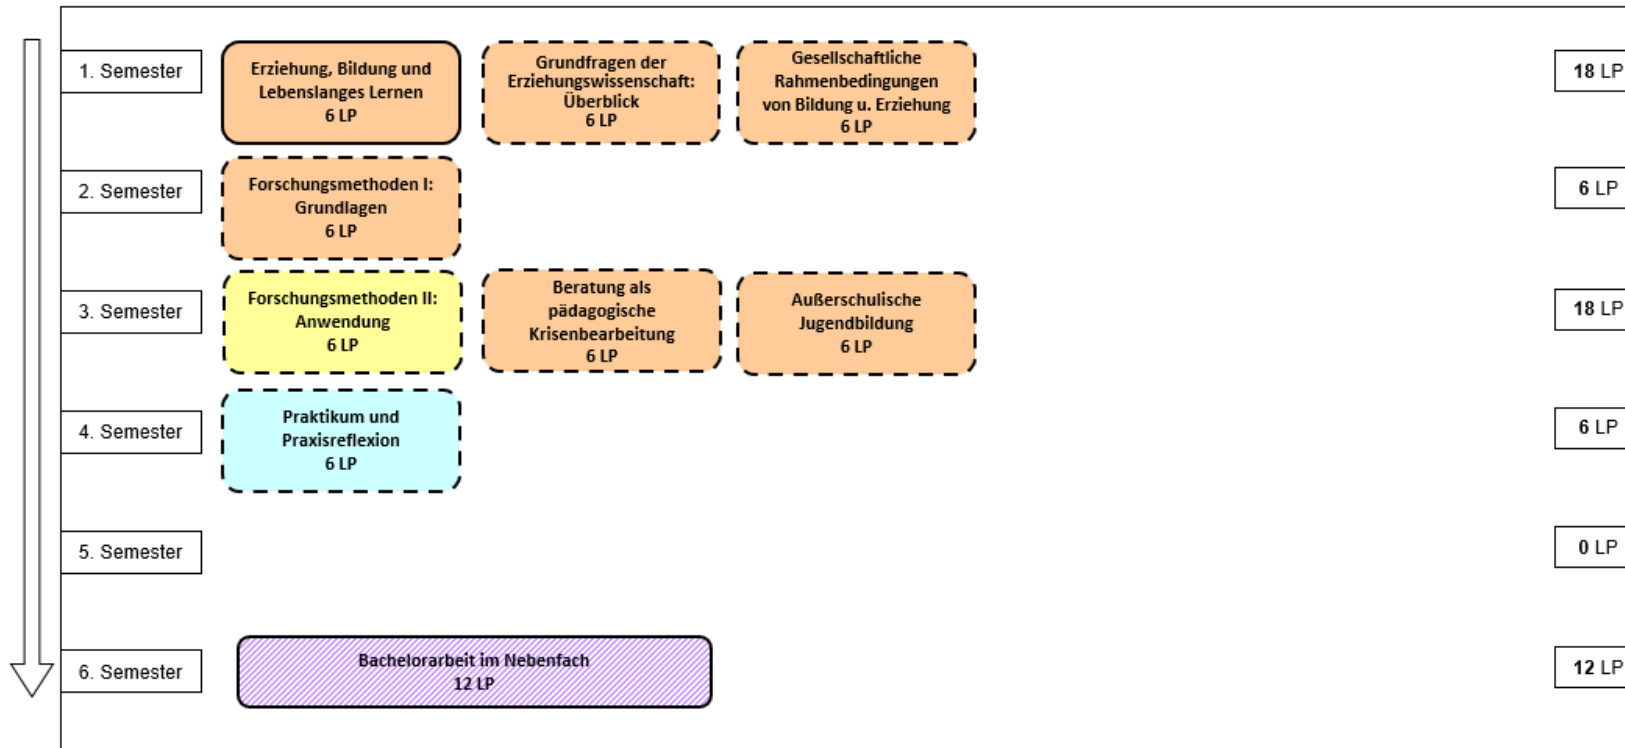 1. Semester
Erziehung, Bildung und
Lebenslanges Lernen
6 LP
Grundfragen der
Erziehungswissenschaft:
Überblick
6 LP
Gesellschaftliche
Rahmenbedingungen
von Bildung u. Erziehung
6 LP
18 LP
2. Semester
Forschungsmethoden I:
Grundlagen
6 LP
6 LP
3. Semester
Forschungsmethoden II:
Anwendung
6 LP
Beratung als
pädagogische
Krisenbearbeitung
6 LP
Außerschulische
Jugendbildung
6 LP
18 LP
4. Semester
Praktikum und
Praxisreflexion
6 LP
6 LP
5. Semester
0 LP
6. Semester
Bachelorarbeit im Nebenfach
12 LP
12 LP